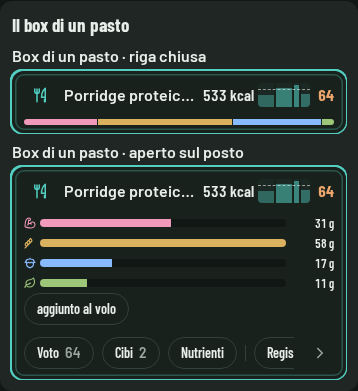 Il box di un pasto
Box di un pasto · riga chiusa
Porridge proteic... 533 kcal 64
Box di un pasto · aperto sul posto
Porridge proteic... 533 kcal 64
31 g
58 g
17 g
11 g
aggiunto al volo
Voto 64 Cibi 2 Nutrienti Regis